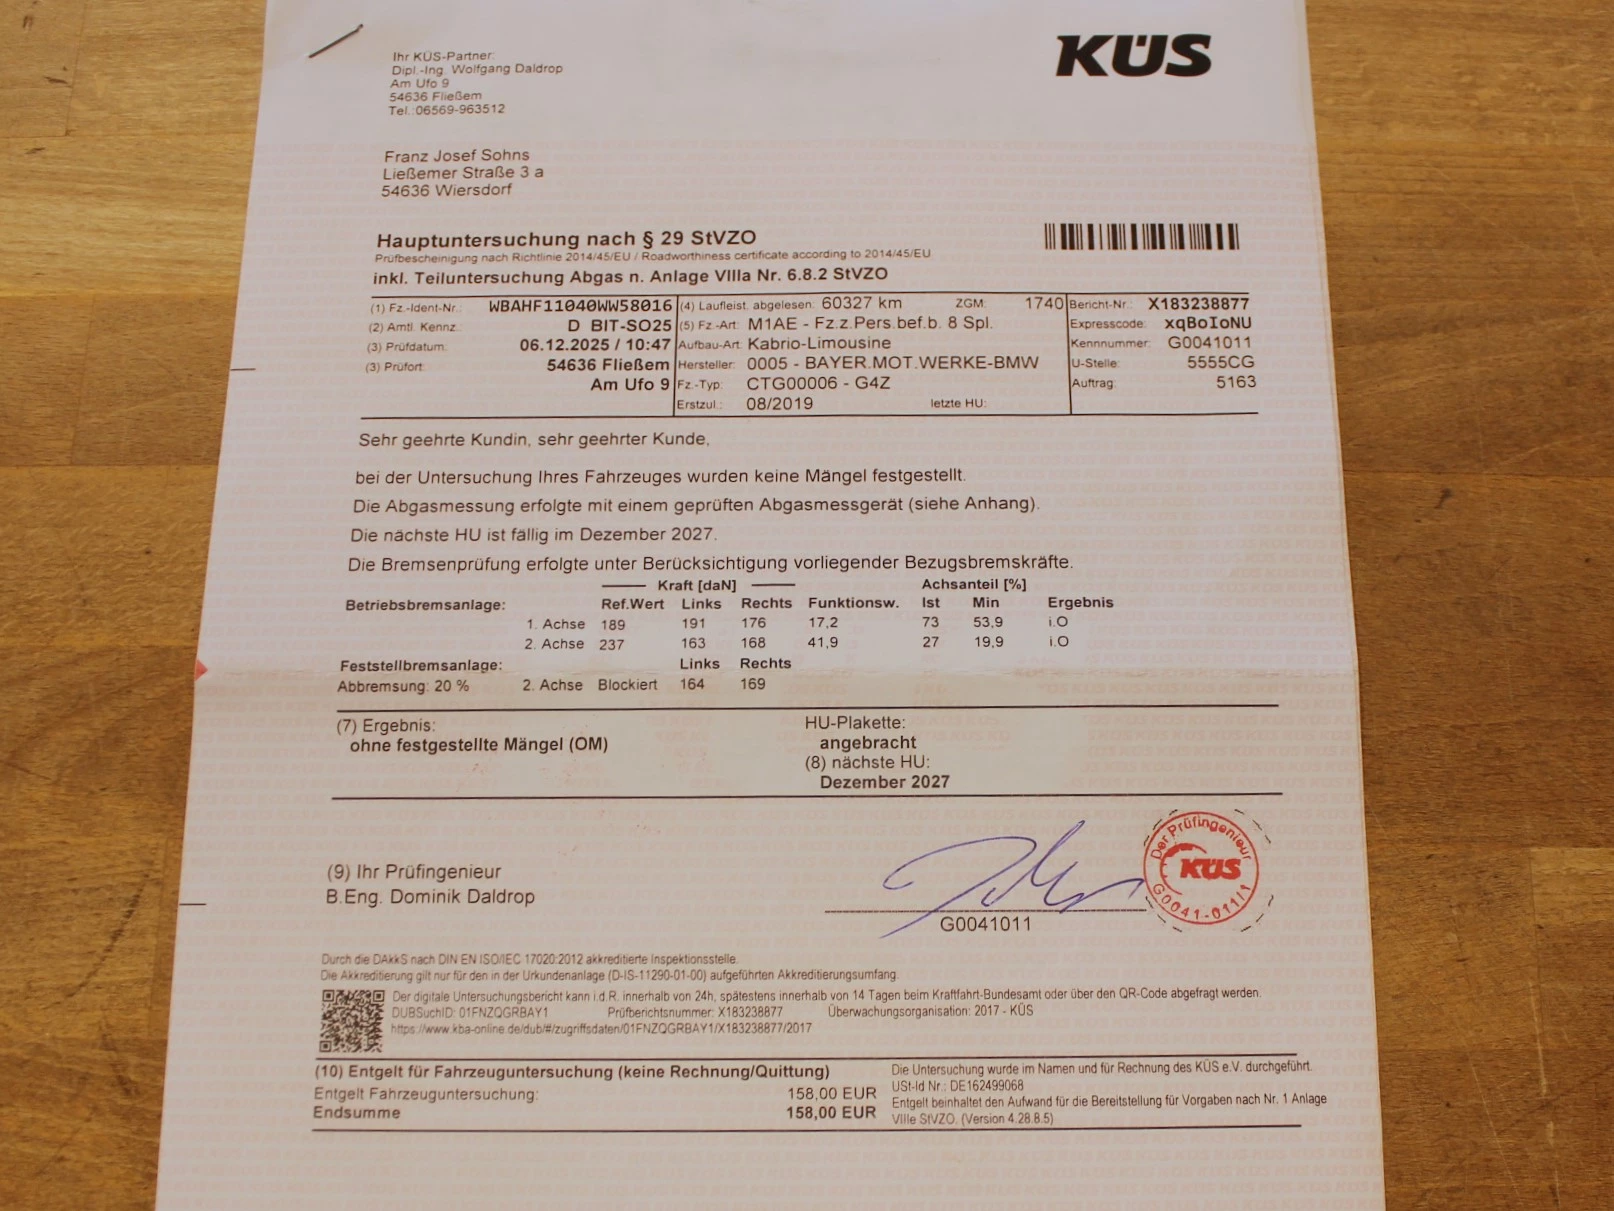 KÜS
Ihr KÜS-Partner:
Dipl.-Ing. Wolfgang Daldrop
Am Ufo 9
54636 Fließem
Tel.:06569-963512
Franz Josef Sohns
Ließemer Straße 3 a
54636 Wiersdorf
Hauptuntersuchung nach § 29 StVZO
Prüfbescheinigung nach Richtlinie 2014/45/EU / Roadworthiness certificate according to 2014/45/EU
inkl. Teiluntersuchung Abgas n. Anlage VIIIa Nr. 6.8.2 StVZO
(1) Fz.-Ident-Nr.: WBAHF11040WW58016 (4) Laufleist. abgelesen: 60327 km ZGM: 1740 Bericht-Nr.: X183238877
(2) Amtl. Kennz. D BIT-SO25 (5) Fz.-Art: M1AE - Fz.z.Pers.bef.b. 8 Spl. Expresscode: xqBoIoNU
(3) Prüfdatum: 06.12.2025 / 10:47 Aufbau-Art: Kabrio-Limousine Kennnummer: G0041011
(3) Prüfort: 54636 Fließem Hersteller: 0005 - BAYER.MOT.WERKE-BMW U-Stelle: 5555CG
Am Ufo 9 Fz.-Typ: CTG00006 - G4Z Auftrag: 5163
Erstzul.: 08/2019 letzte HU:
Sehr geehrte Kundin, sehr geehrter Kunde,
bei der Untersuchung Ihres Fahrzeuges wurden keine Mängel festgestellt.
Die Abgasmessung erfolgte mit einem geprüften Abgasmessgerät (siehe Anhang).
Die nächste HU ist fällig im Dezember 2027.
Die Bremsenprüfung erfolgte unter Berücksichtigung vorliegender Bezugsbremskräfte.
Kraft [daN] Achsanteil [%]
Betriebsbremsanlage: Ref.Wert Links Rechts Funktionsw. Ist Min Ergebnis
1. Achse 189 191 176 17,2 73 53,9 i.O
2. Achse 237 163 168 41,9 27 19,9 i.O
Feststellbremsanlage: Links Rechts
Abbremsung: 20 % 2. Achse Blockiert 164 169
(7) Ergebnis: HU-Plakette:
ohne festgestellte Mängel (OM) angebracht
(8) nächste HU:
Dezember 2027
(9) Ihr Prüfingenieur
B.Eng. Dominik Daldrop
G0041011
Der Prüfingenieur
KÜS
G0041-011/1
Durch die DAkkS nach DIN EN ISO/IEC 17020:2012 akkreditierte Inspektionsstelle.
Die Akkreditierung gilt nur für den in der Urkundenanlage (D-IS-11290-01-00) aufgeführten Akkreditierungsumfang.
Der digitale Untersuchungsbericht kann i.d.R. innerhalb von 24h, spätestens innerhalb von 14 Tagen beim Kraftfahrt-Bundesamt oder über den QR-Code abgefragt werden.
DUBSuchID: 01FNZQGRBAY1 Prüfberichtsnummer: X183238877 Überwachungsorganisation: 2017 - KÜS
https://www.kba-online.de/dub/#/zugriffsdaten/01FNZQGRBAY1/X183238877/2017
(10) Entgelt für Fahrzeuguntersuchung (keine Rechnung/Quittung)
Entgelt Fahrzeuguntersuchung: 158,00 EUR
Endsumme 158,00 EUR
Die Untersuchung wurde im Namen und für Rechnung des KÜS e.V. durchgeführt.
USt-Id Nr.: DE162499068
Entgelt beinhaltet den Aufwand für die Bereitstellung für Vorgaben nach Nr. 1 Anlage
VIIIe StVZO. (Version 4.28.8.5)